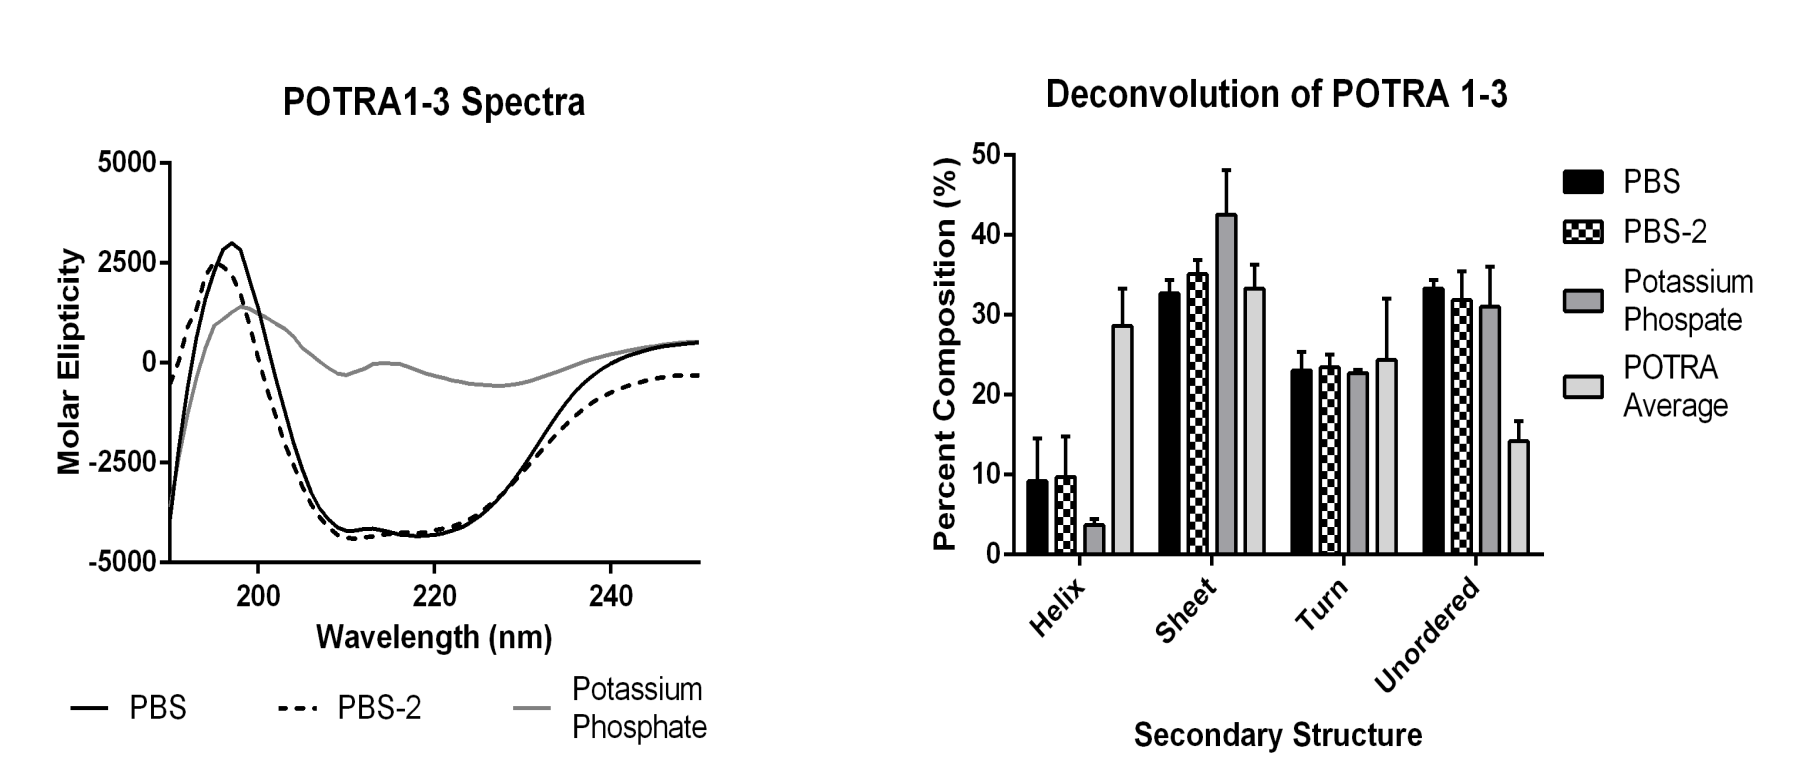 POTRA1-3 Spectra
5000
2500
0
-2500
-5000
Molar Elipticity
200
220
240
Wavelength (nm)
PBS
PBS-2
Potassium
Phosphate
Deconvolution of POTRA 1-3
50
40
30
20
10
0
Percent Composition (%)
Helix
Sheet
Turn
Unordered
Secondary Structure
PBS
PBS-2
Potassium
Phospate
POTRA
Average